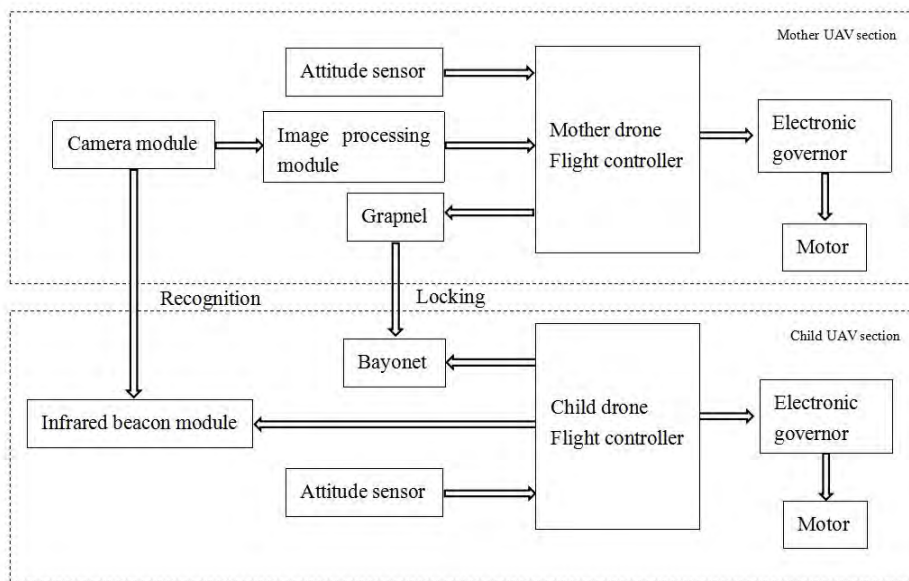 Mother UAV section
Attitude sensor
Camera module
Image processing
module
Mother drone
Flight controller
Electronic
governor
Grapnel
Motor
Recognition
Locking
Child UAV section
Bayonet
Infrared beacon module
Child drone
Flight controller
Electronic
governor
Attitude sensor
Motor